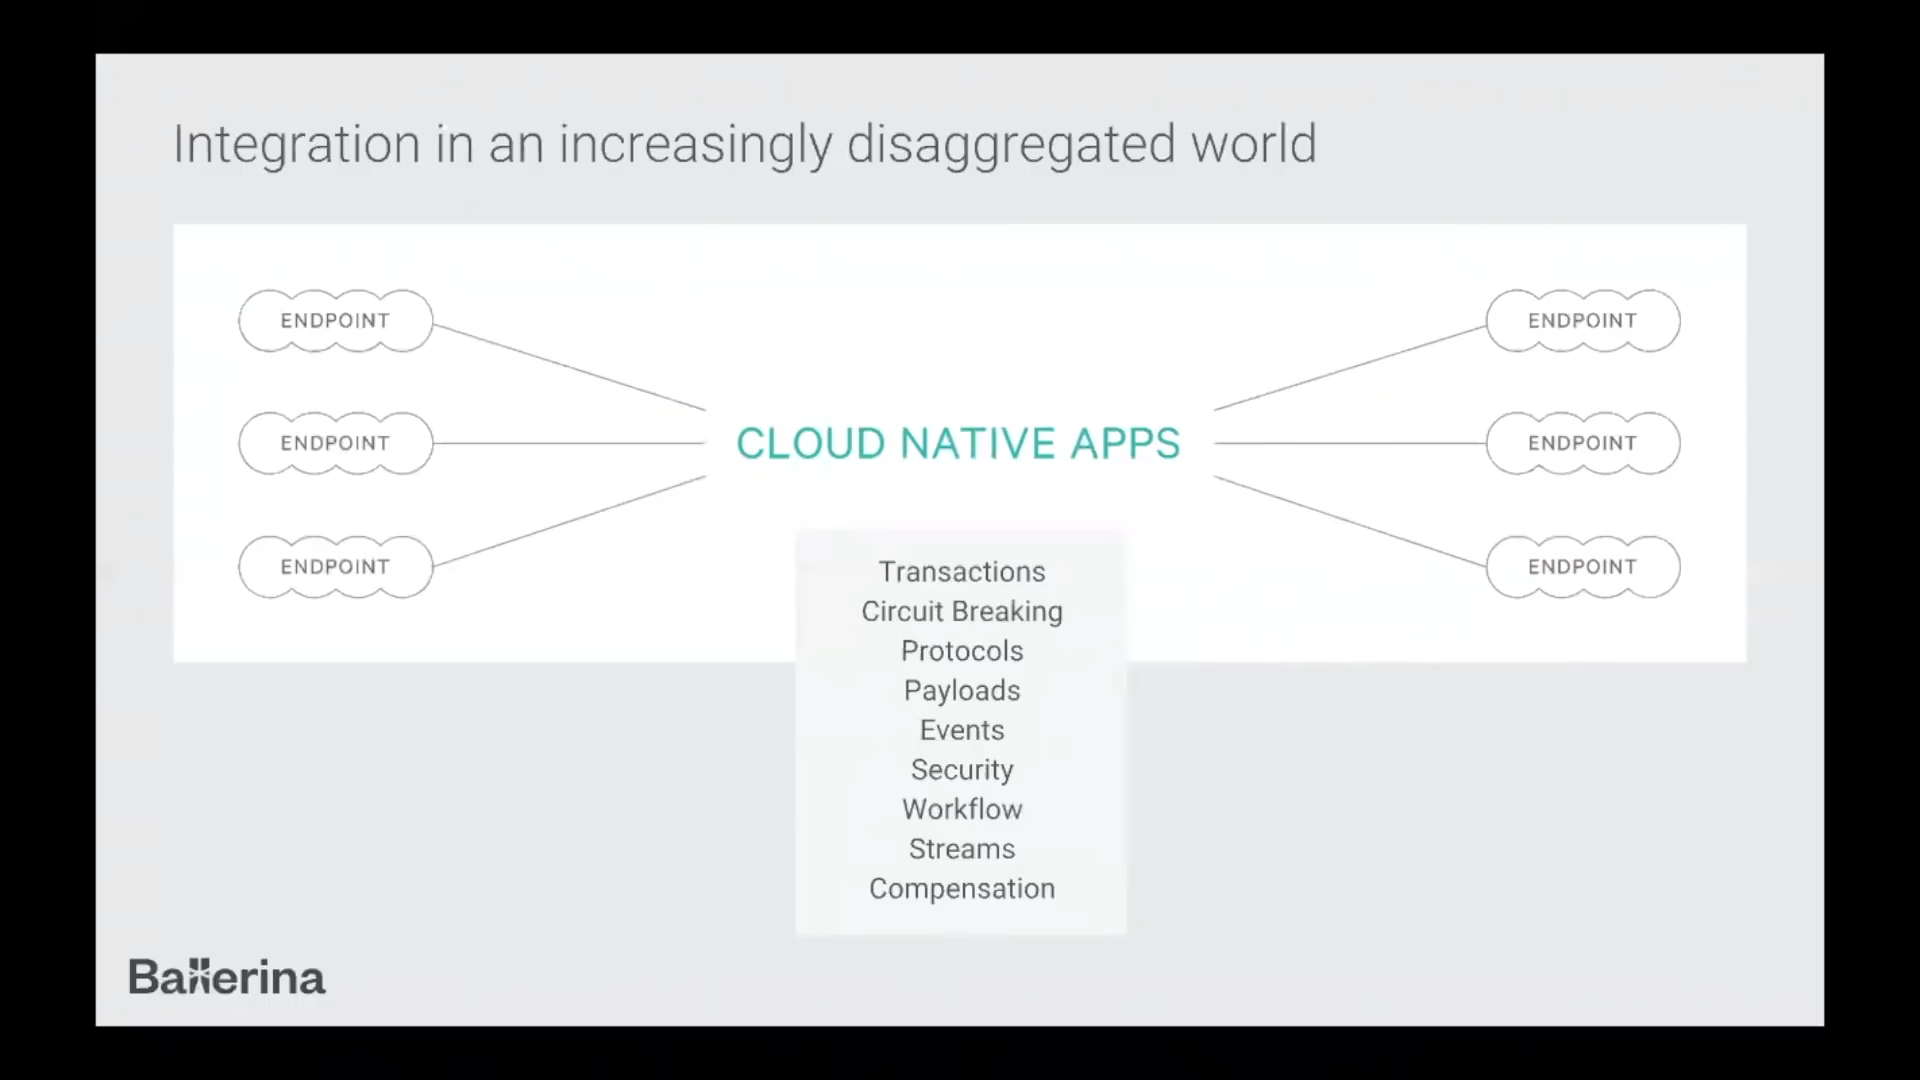 Integration in an increasingly disaggregated world
ENDPOINT
ENDPOINT
ENDPOINT
CLOUD NATIVE APPS
ENDPOINT
ENDPOINT
ENDPOINT
Transactions
Circuit Breaking
Protocols
Payloads
Events
Security
Workflow
Streams
Compensation
Ballerina